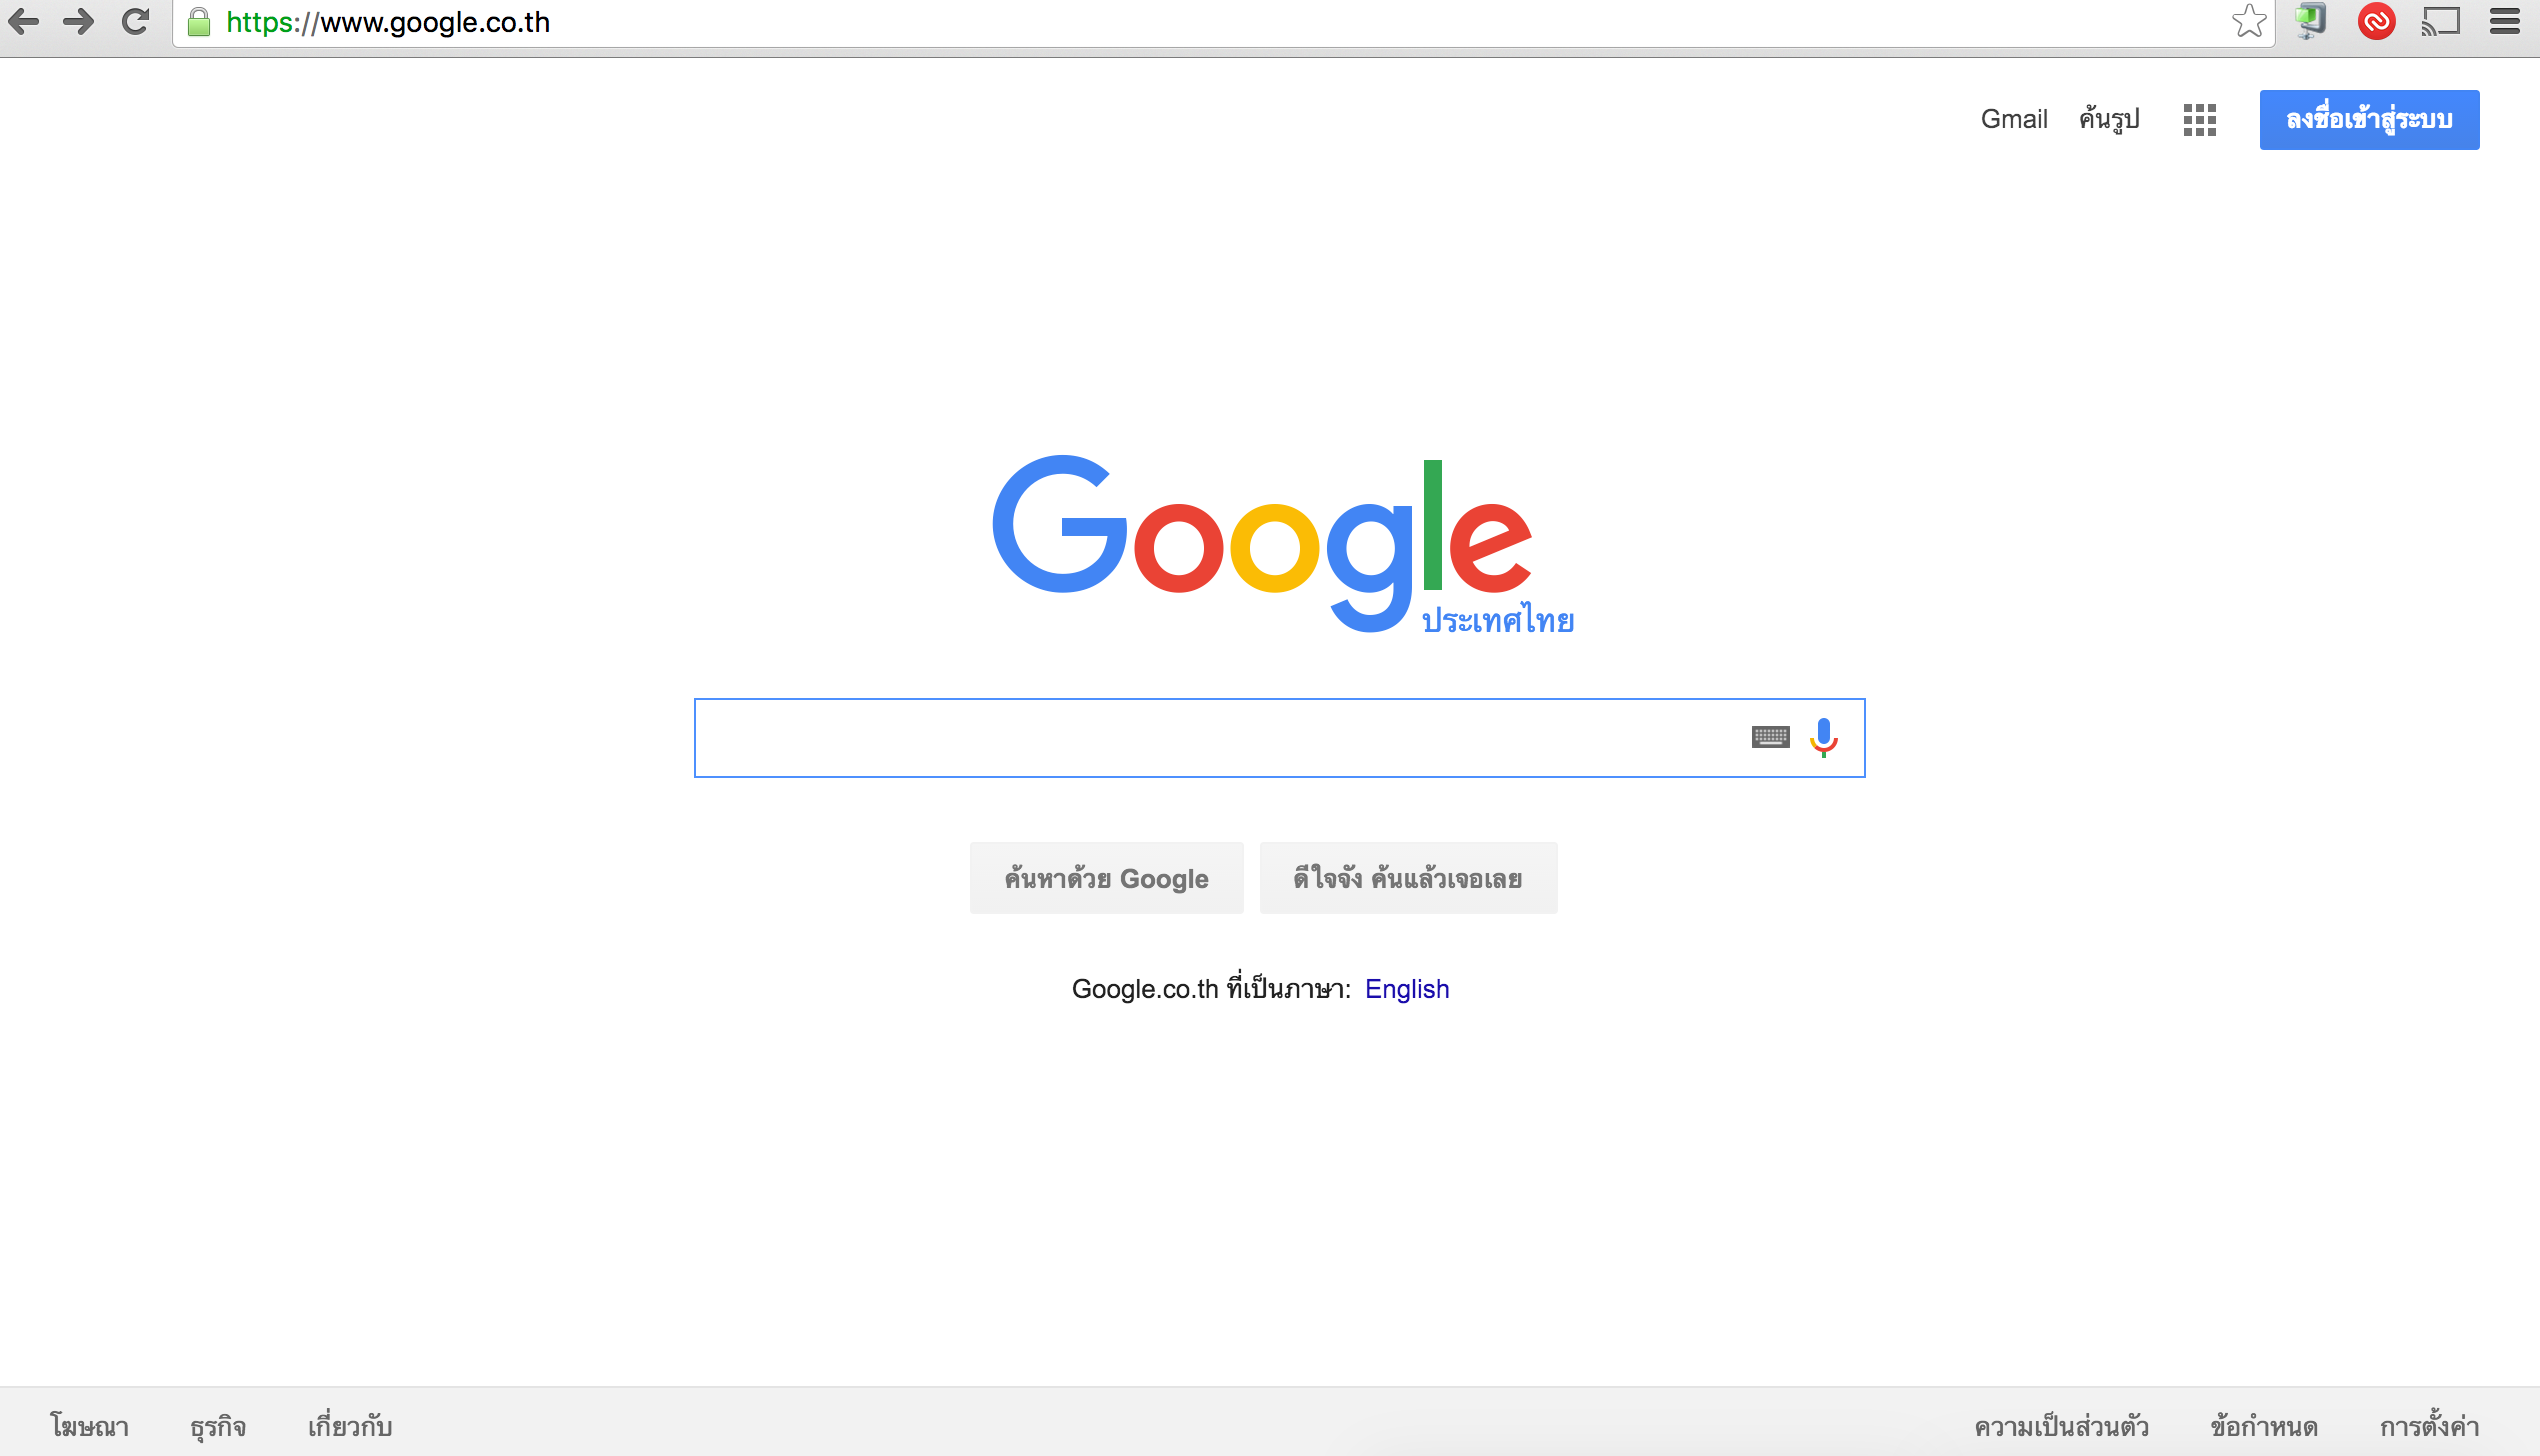 https://www.google.co.th
Gmail ค้นรูป ลงชื่อเข้าสู่ระบบ
Google
ประเทศไทย
ค้นหาด้วย Google ดีใจจัง ค้นแล้วเจอเลย
Google.co.th ที่เป็นภาษา: English
โฆษณา ธุรกิจ เกี่ยวกับ ความเป็นส่วนตัว ข้อกำหนด การตั้งค่า